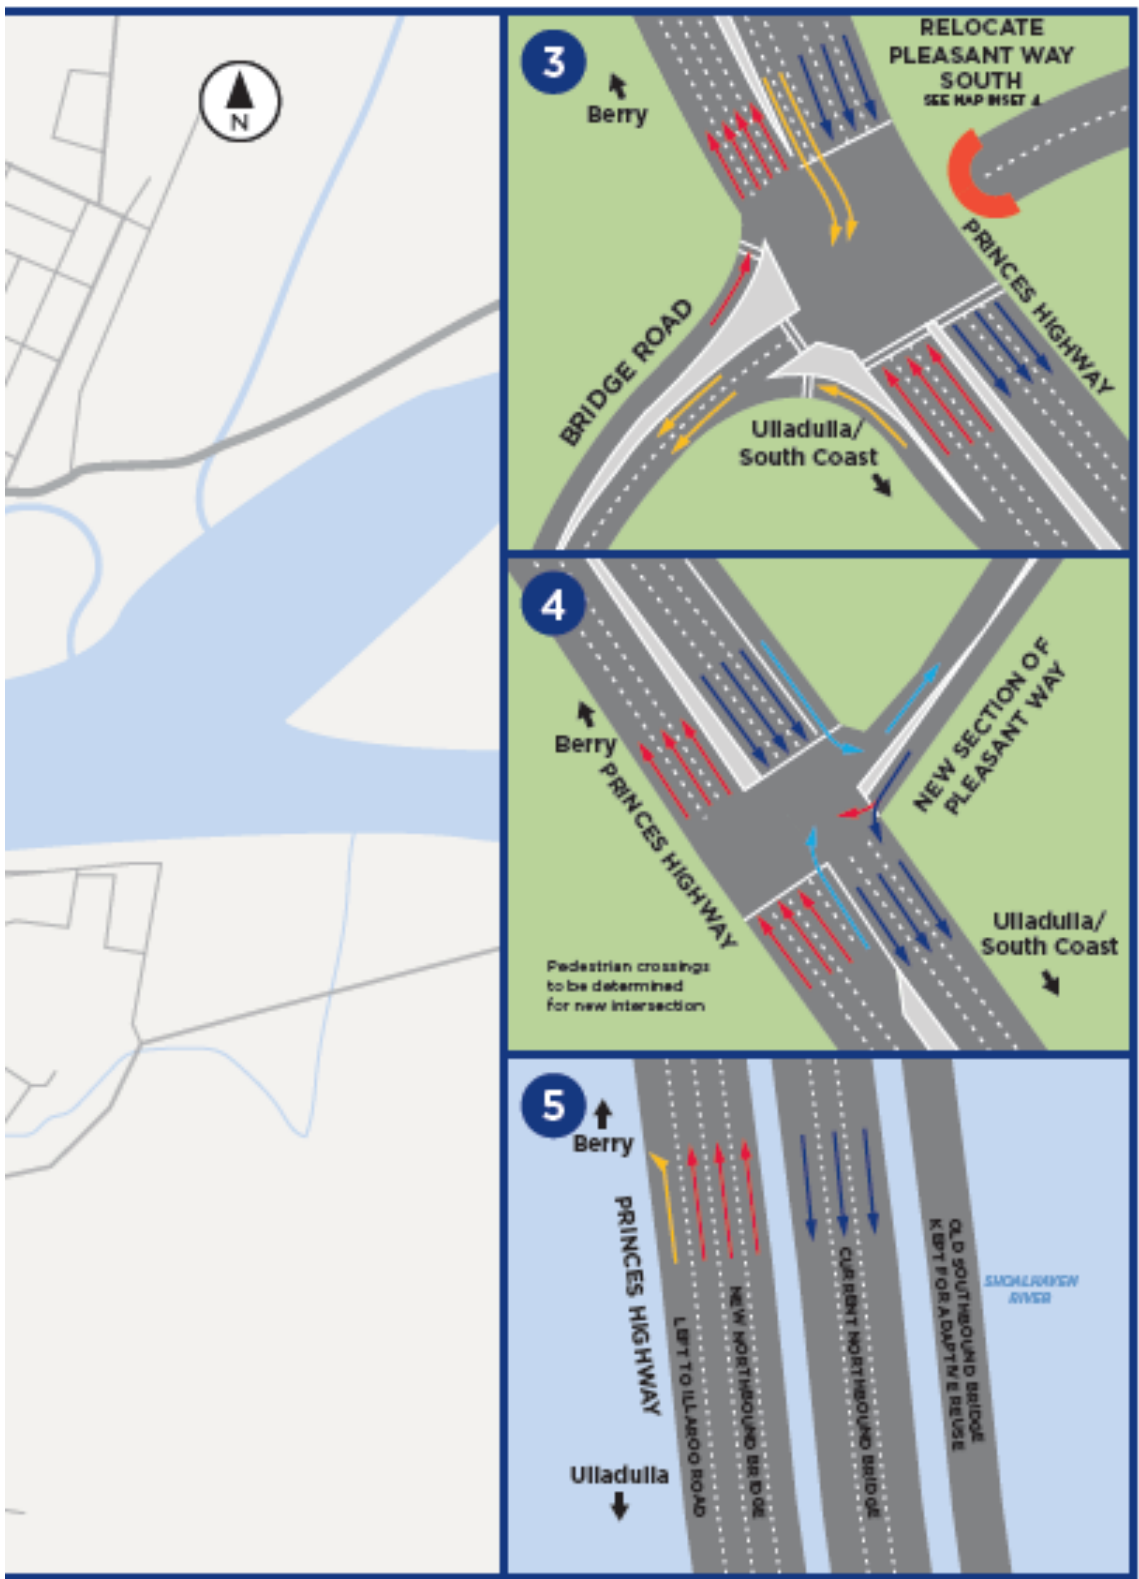 N
3
RELOCATE
PLEASANT WAY
SOUTH
SEE MAP INSET 4
Berry
PRINCES HIGHWAY
BRIDGE ROAD
Ulladulla/
South Coast
4
Berry
NEW SECTION OF
PLEASANT WAY
PRINCES HIGHWAY
Ulladulla/
South Coast
Pedestrian crossings
to be determined
for new intersection
5
Berry
PRINCES HIGHWAY
LEFT TO ILLAROO ROAD
NEW NORTHBOUND BRIDGE
CURRENT NORTHBOUND BRIDGE
OLD SOUTHBOUND BRIDGE
KEPT FOR ADAPTIVE REUSE
SHOALHAVEN
RIVER
Ulladulla